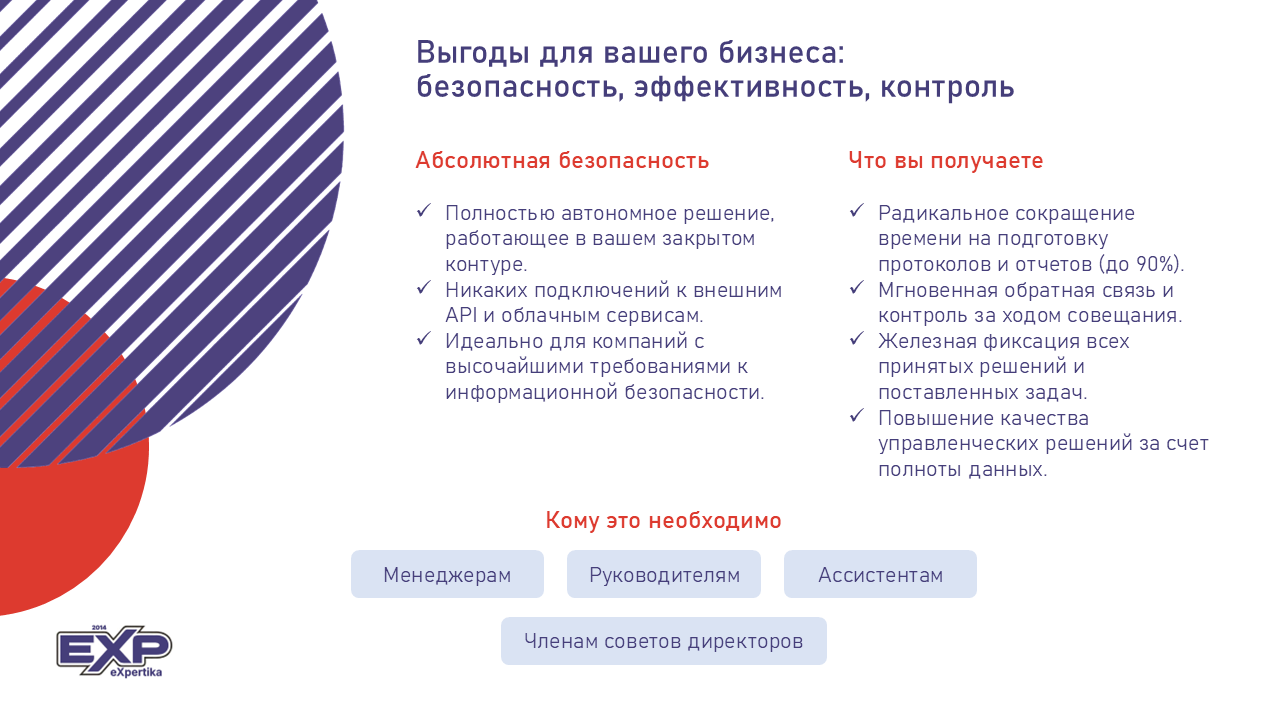 Выгоды для вашего бизнеса:
безопасность, эффективность, контроль
Абсолютная безопасность
Полностью автономное решение,
работающее в вашем закрытом
контуре.
Никаких подключений к внешним
API и облачным сервисам.
Идеально для компаний с
высочайшими требованиями к
информационной безопасности.
Что вы получаете
Радикальное сокращение
времени на подготовку
протоколов и отчетов (до 90%).
Мгновенная обратная связь и
контроль за ходом совещания.
Железная фиксация всех
принятых решений и
поставленных задач.
Повышение качества
управленческих решений за счет
полноты данных.
Кому это необходимо
Менеджерам
Руководителям
Ассистентам
Членам советов директоров
2014
EXP
eXpertika